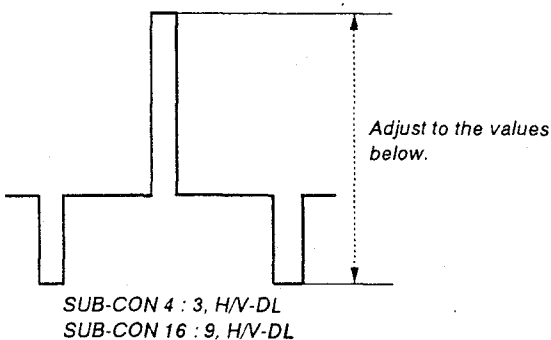 Adjust to the values
below.
SUB-CON 4 : 3, H/V-DL
SUB-CON 16 : 9, H/V-DL